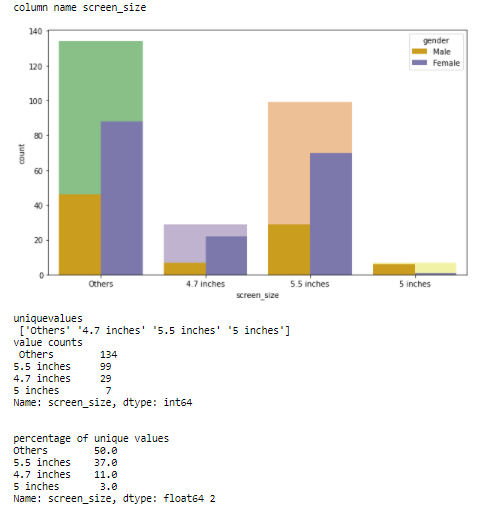 column name screen_size
140
120
100
80
60
40
20
0
count
gender
Male
Female
Others
4.7 inches
5.5 inches
5 inches
screen_size
uniquevalues
['Others' '4.7 inches' '5.5 inches' '5 inches']
value counts
Others 134
5.5 inches 99
4.7 inches 29
5 inches 7
Name: screen_size, dtype: int64
percentage of unique values
Others 50.0
5.5 inches 37.0
4.7 inches 11.0
5 inches 3.0
Name: screen_size, dtype: float64 2